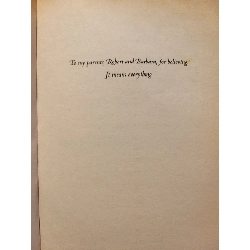 To my parents Robert and Barbara, for believing.
It means everything.